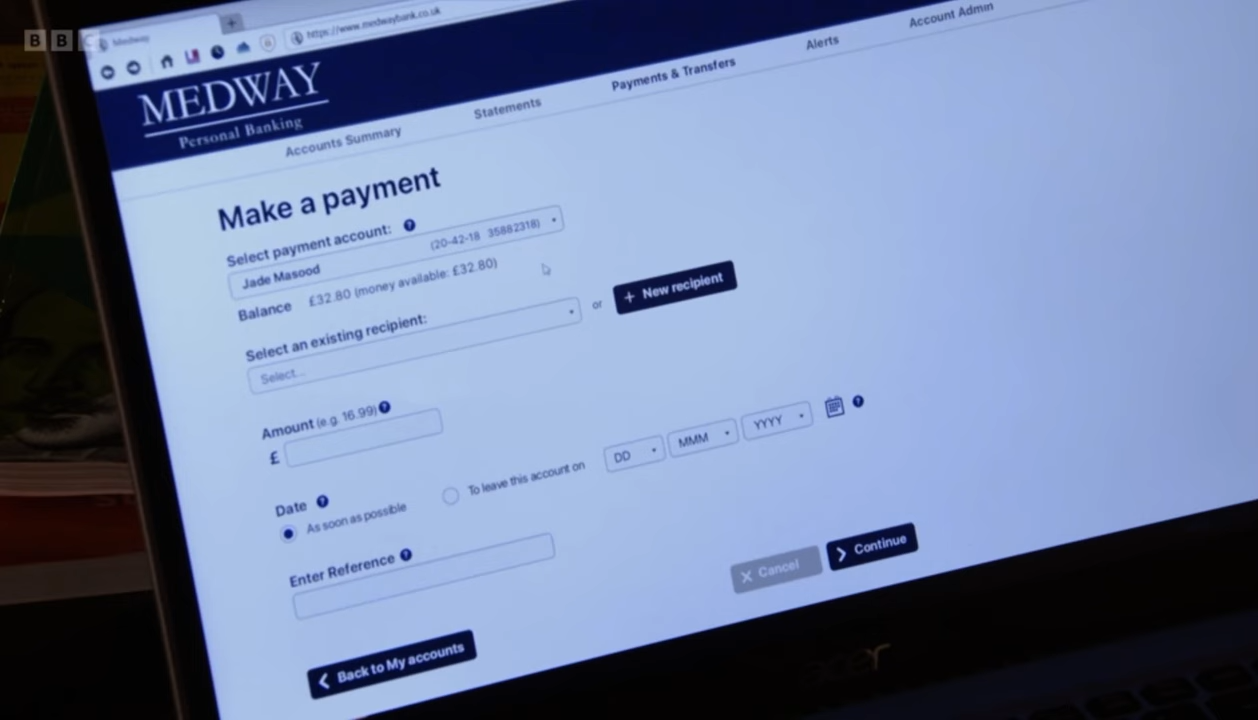 BBC
Medway
https://www.medwaybank.co.uk
MEDWAY
Personal Banking
Accounts Summary
Statements
Payments & Transfers
Alerts
Account Admin
Make a payment
Select payment account: ?
Jade Masood (20-42-18 35882318)
Balance £32.80 (money available: £32.80)
Select an existing recipient:
Select...
or
+ New recipient
Amount (e.g. 16.99) ?
£
Date ?
As soon as possible
To leave this account on
DD
MMM
YYYY
?
Enter Reference ?
X Cancel
Continue
Back to My accounts
acer